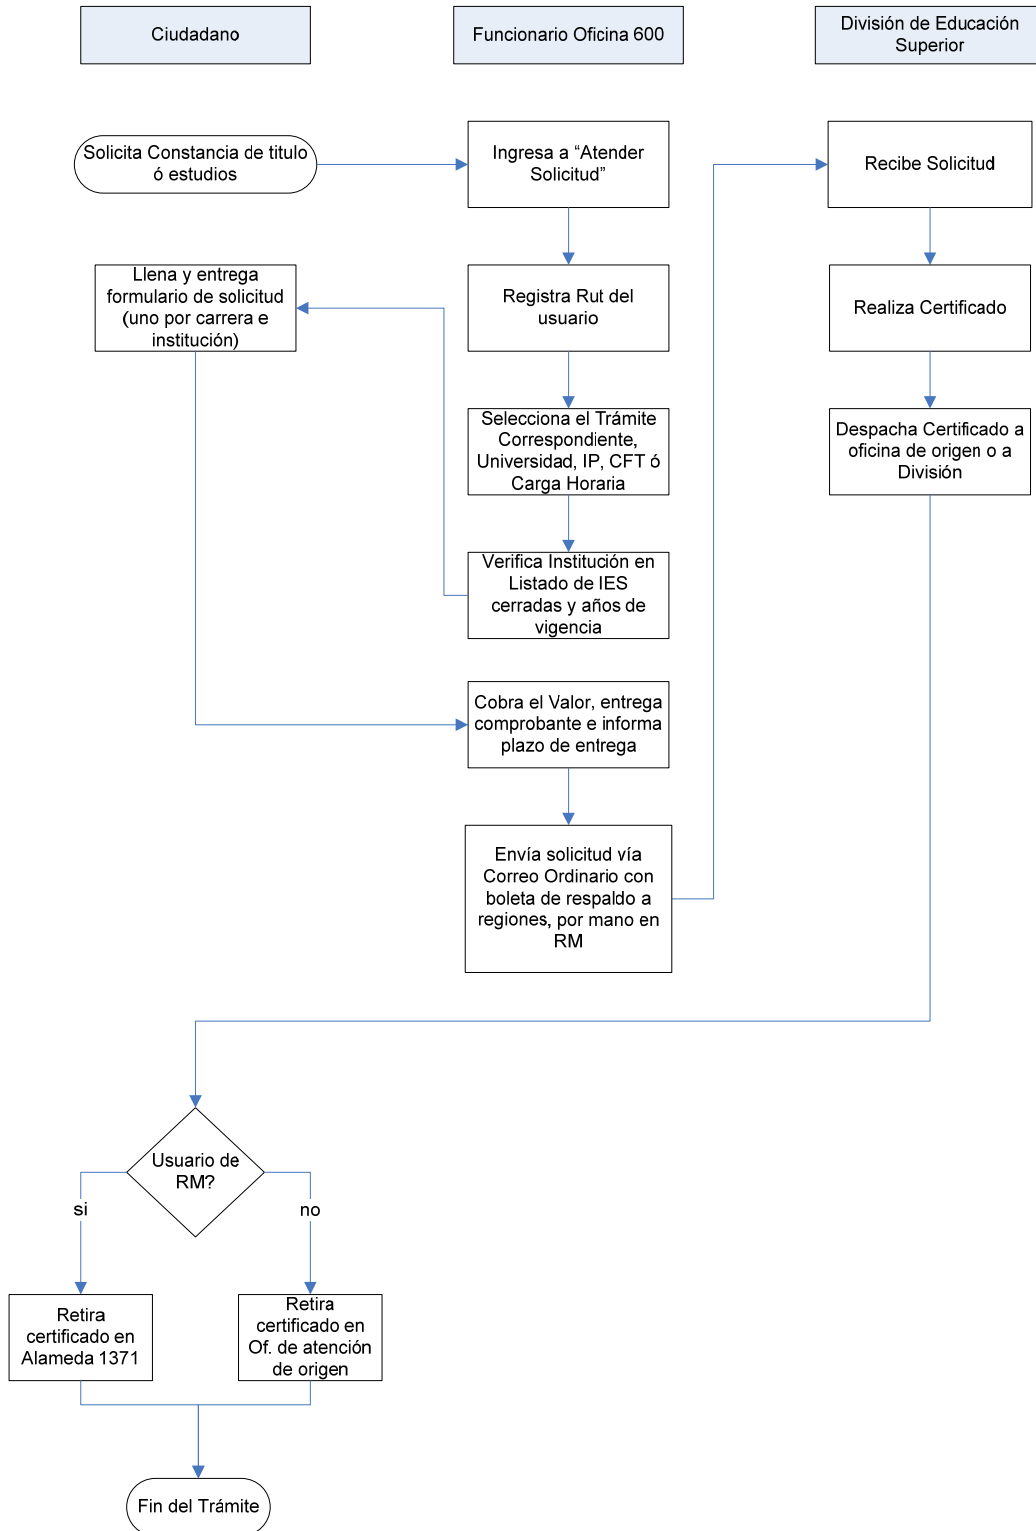 Ciudadano
Funcionario Oficina 600
División de Educación
Superior
Solicita Constancia de titulo
ó estudios
Ingresa a “Atender
Solicitud”
Recibe Solicitud
Llena y entrega
formulario de solicitud
(uno por carrera e
institución)
Registra Rut del
usuario
Realiza Certificado
Selecciona el Trámite
Correspondiente,
Universidad, IP, CFT ó
Carga Horaria
Despacha Certificado a
oficina de origen o a
División
Verifica Institución en
Listado de IES
cerradas y años de
vigencia
Cobra el Valor, entrega
comprobante e informa
plazo de entrega
Envía solicitud vía
Correo Ordinario con
boleta de respaldo a
regiones, por mano en
RM
Usuario de
RM?
si
no
Retira
certificado en
Alameda 1371
Retira
certificado en
Of. de atención
de origen
Fin del Trámite